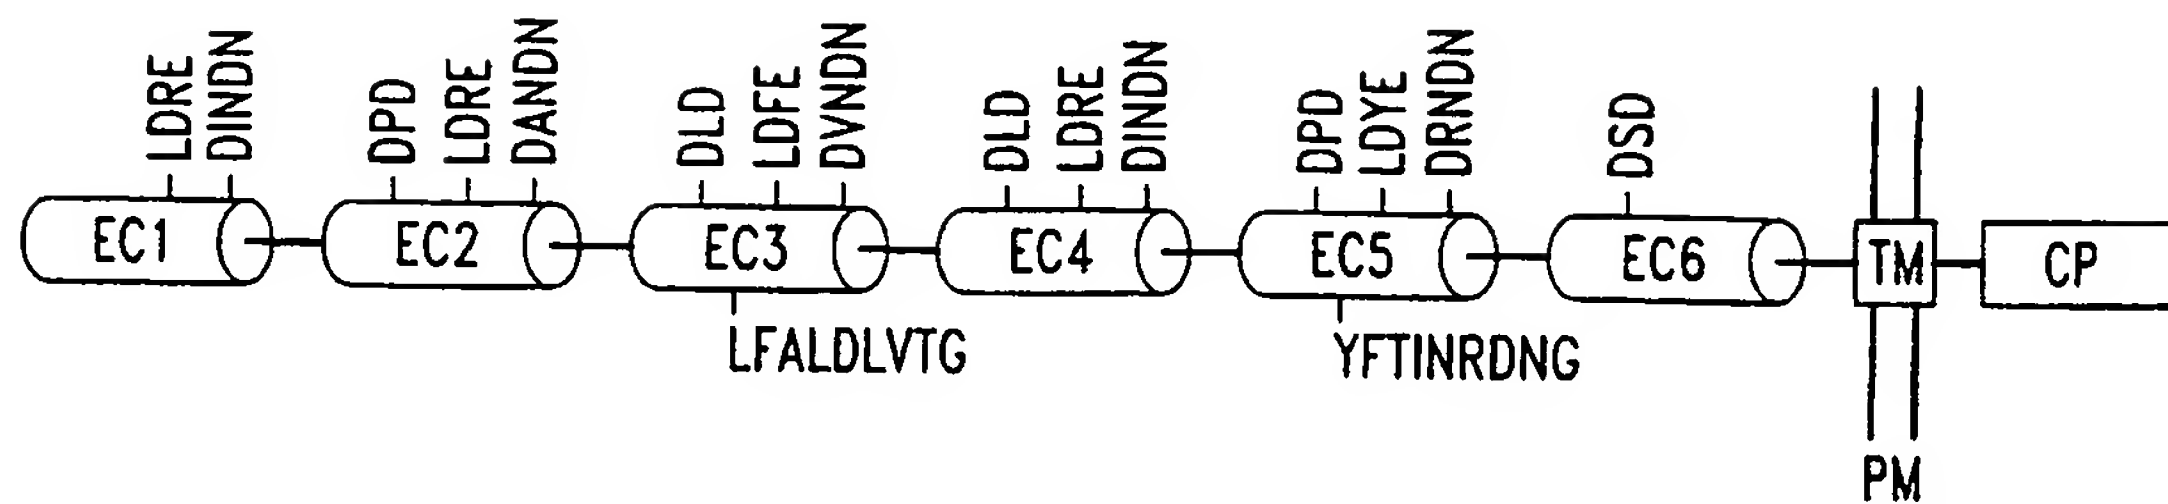 LDRE
DINDN
DPD
LDRE
DANDN
DLD
LDFE
DVNDN
DLD
LDRE
DINDN
DPD
LDYE
DRNDN
DSD
EC1
EC2
EC3
EC4
EC5
EC6
TM
CP
LFALDLVTG
YFTINRDNG
PM